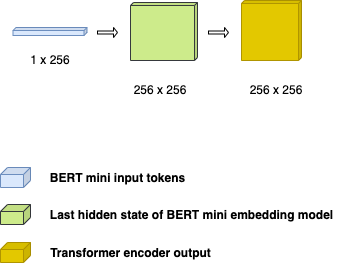 1 x 256
256 x 256
256 x 256
BERT mini input tokens
Last hidden state of BERT mini embedding model
Transformer encoder output